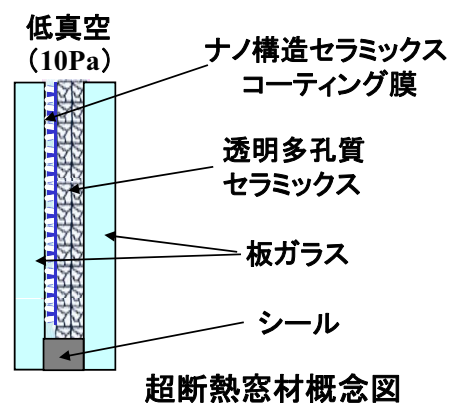 低真空
（10Pa）
ナノ構造セラミックス
コーティング膜
透明多孔質
セラミックス
板ガラス
シール
超断熱窓材概念図